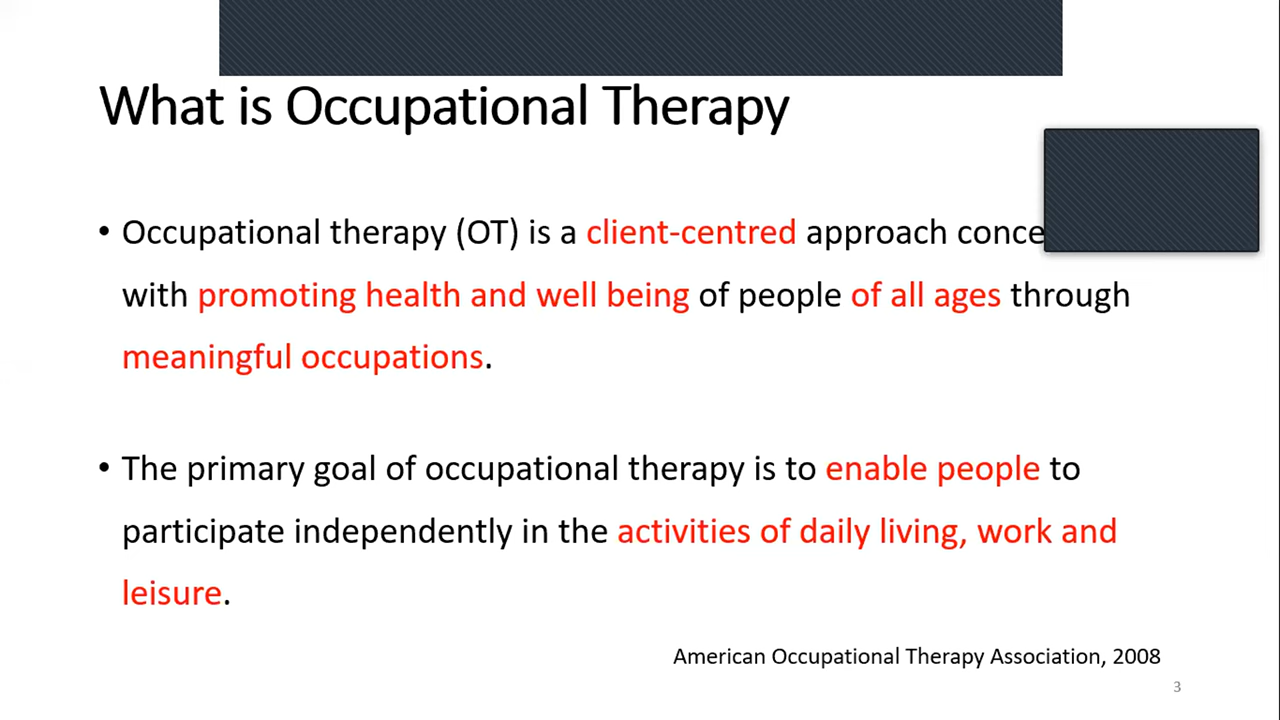 What is Occupational Therapy
• Occupational therapy (OT) is a client-centred approach
with promoting health and well being of people of all ages through
meaningful occupations.
• The primary goal of occupational therapy is to enable people to
participate independently in the activities of daily living, work and
leisure.
American Occupational Therapy Association, 2008
3